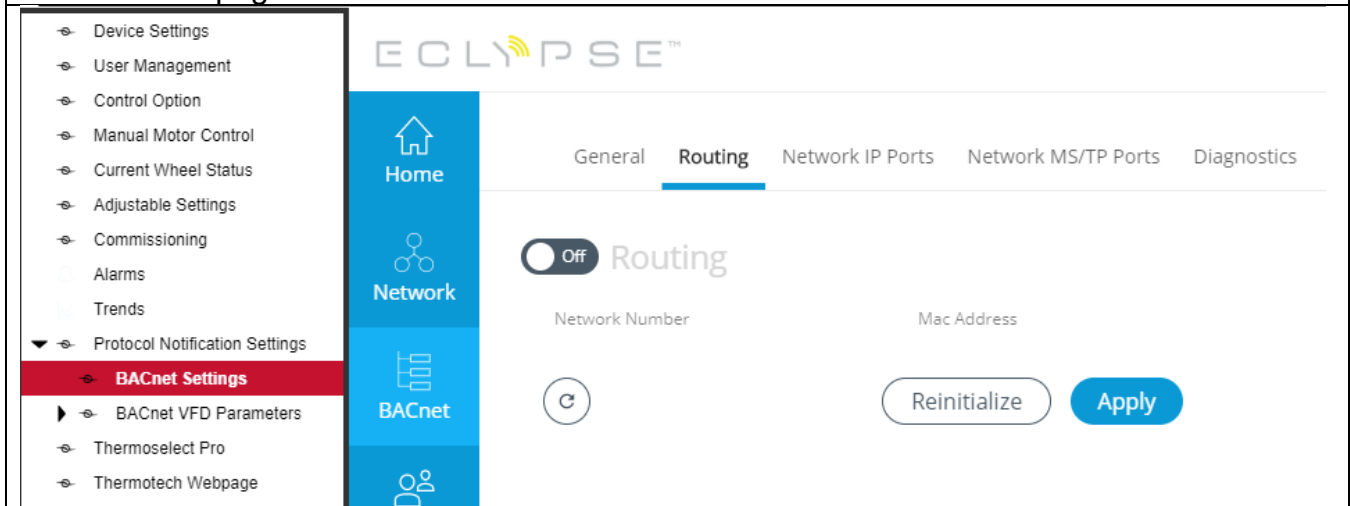 Device Settings
User Management
Control Option
Manual Motor Control
Current Wheel Status
Adjustable Settings
Commissioning
Alarms
Trends
Protocol Notification Settings
BACnet Settings
BACnet VFD Parameters
Thermoselect Pro
Thermotech Webpage
ECLYPSE™
Home
Network
BACnet
General Routing Network IP Ports Network MS/TP Ports Diagnostics
Off Routing
Network Number Mac Address
Reinitialize Apply